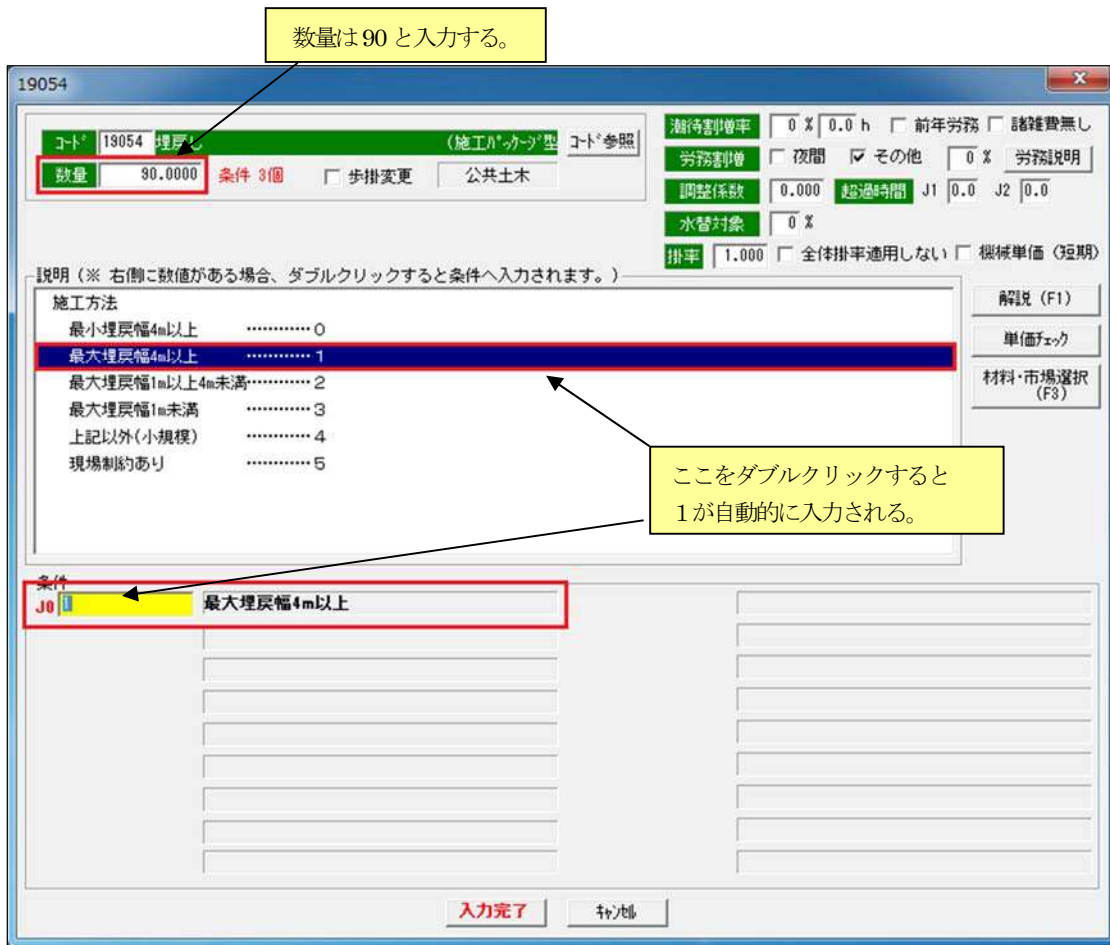 数量は90と入力する。
19054
コード 19054 埋戻し (施工パッケージ型 コード参照
数量 90.0000 条件 3個 歩掛変更 公共土木
潮待割増率 0 % 0.0 h 前年労務 諸雑費無し
労務割増 夜間 その他 0 % 労務説明
調整係数 0.000 超過時間 J1 0.0 J2 0.0
水替対象 0 %
掛率 1.000 全体掛率適用しない 機械単価(短期)
説明(※ 右側に数値がある場合、ダブルクリックすると条件へ入力されます。)
施工方法
最小埋戻幅4m以上 …………0
最大埋戻幅4m以上 …………1
最大埋戻幅1m以上4m未満…………2
最大埋戻幅1m未満 …………3
上記以外(小規模) …………4
現場制約あり …………5
解説 (F1)
単価チェック
材料・市場選択
(F3)
ここをダブルクリックすると
1が自動的に入力される。
条件
J0 1 最大埋戻幅4m以上
入力完了 キャンセル